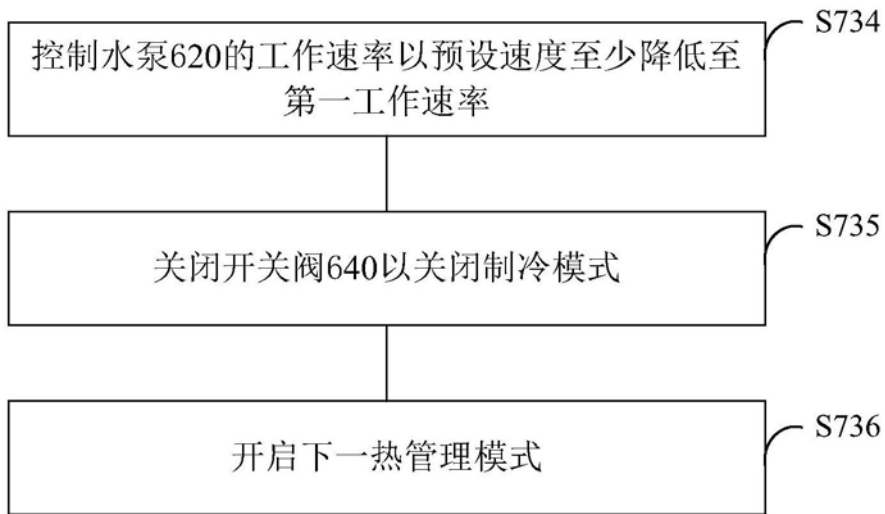 S734
控制水泵620的工作速率以预设速度至少降低至
第一工作速率
S735
关闭开关阀640以关闭制冷模式
S736
开启下一热管理模式